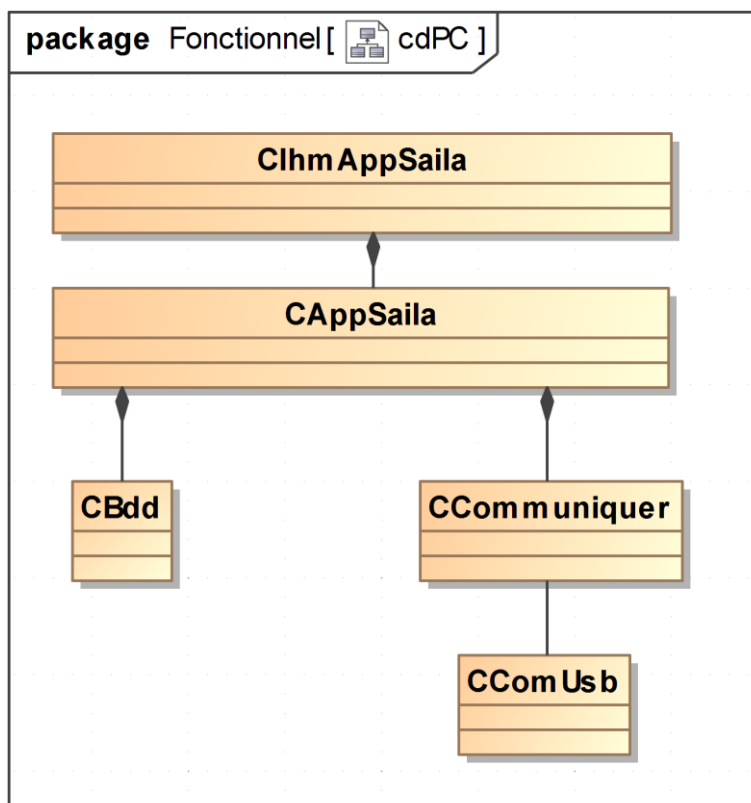 package Fonctionnel [ cdPC ]
CIhmAppSaila
CAppSaila
CBdd
CCommuniquer
CComUsb